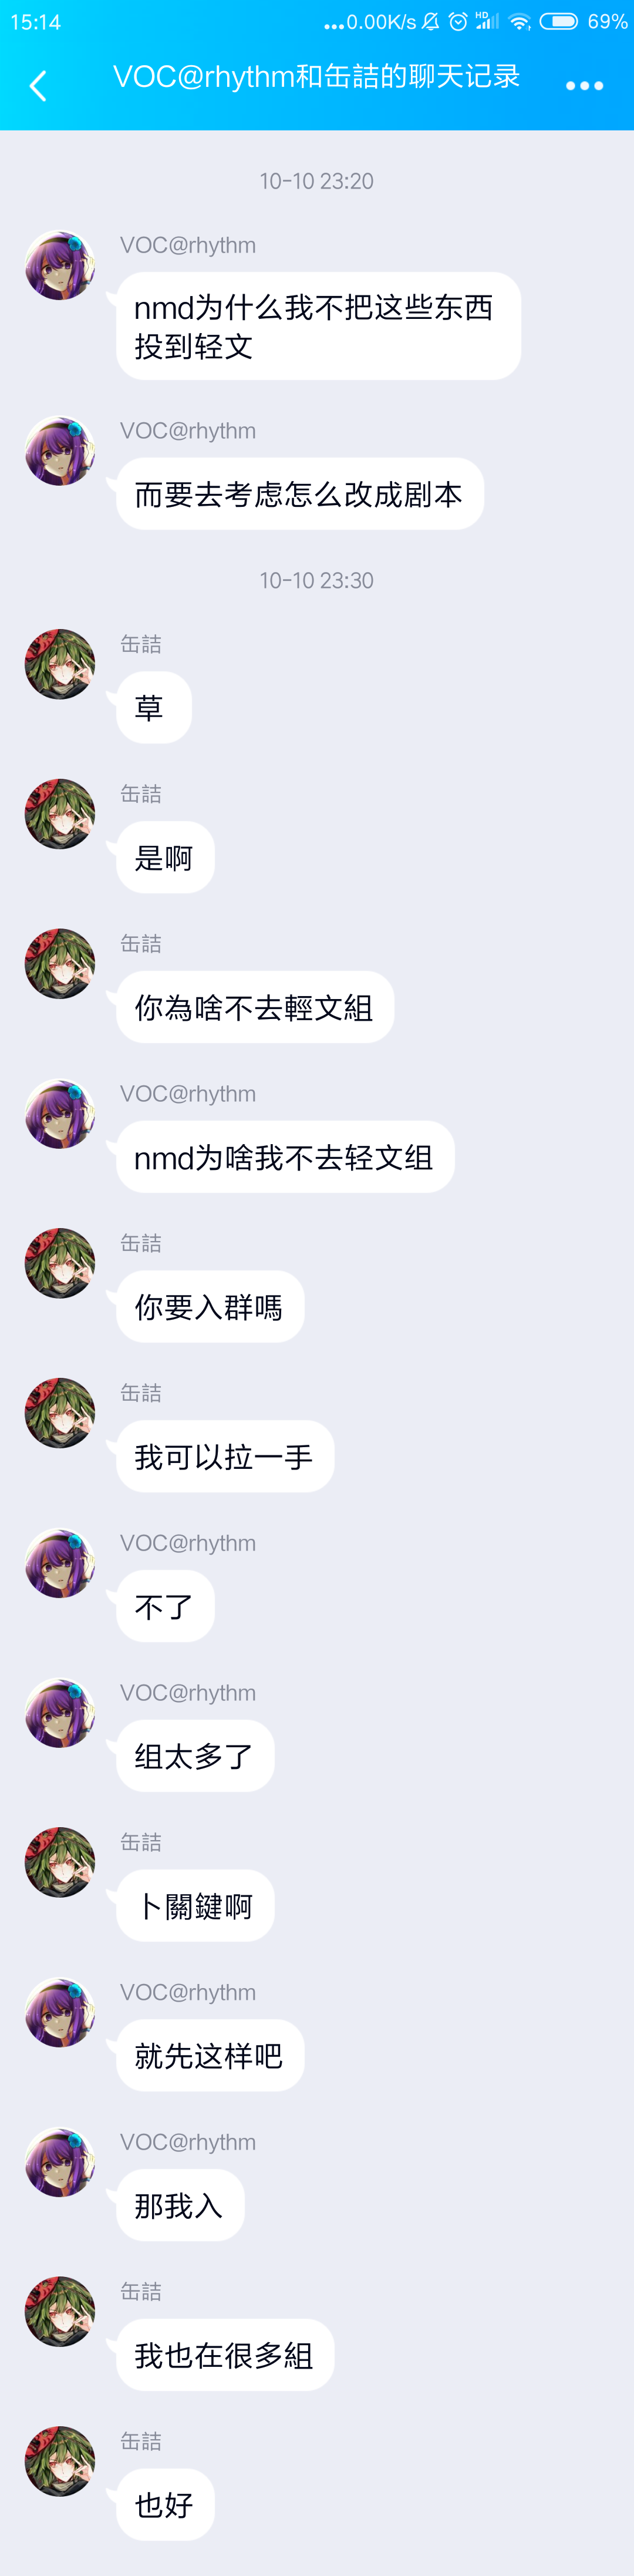 15:14
...0.00K/s HD 69%
VOC@rhythm和缶詰的聊天记录
10-10 23:20
VOC@rhythm
nmd为什么我不把这些东西
投到轻文
VOC@rhythm
而要去考虑怎么改成剧本
10-10 23:30
缶詰
草
缶詰
是啊
缶詰
你為啥不去輕文組
VOC@rhythm
nmd为啥我不去轻文组
缶詰
你要入群嗎
缶詰
我可以拉一手
VOC@rhythm
不了
VOC@rhythm
组太多了
缶詰
卜關鍵啊
VOC@rhythm
就先这样吧
VOC@rhythm
那我入
缶詰
我也在很多組
缶詰
也好